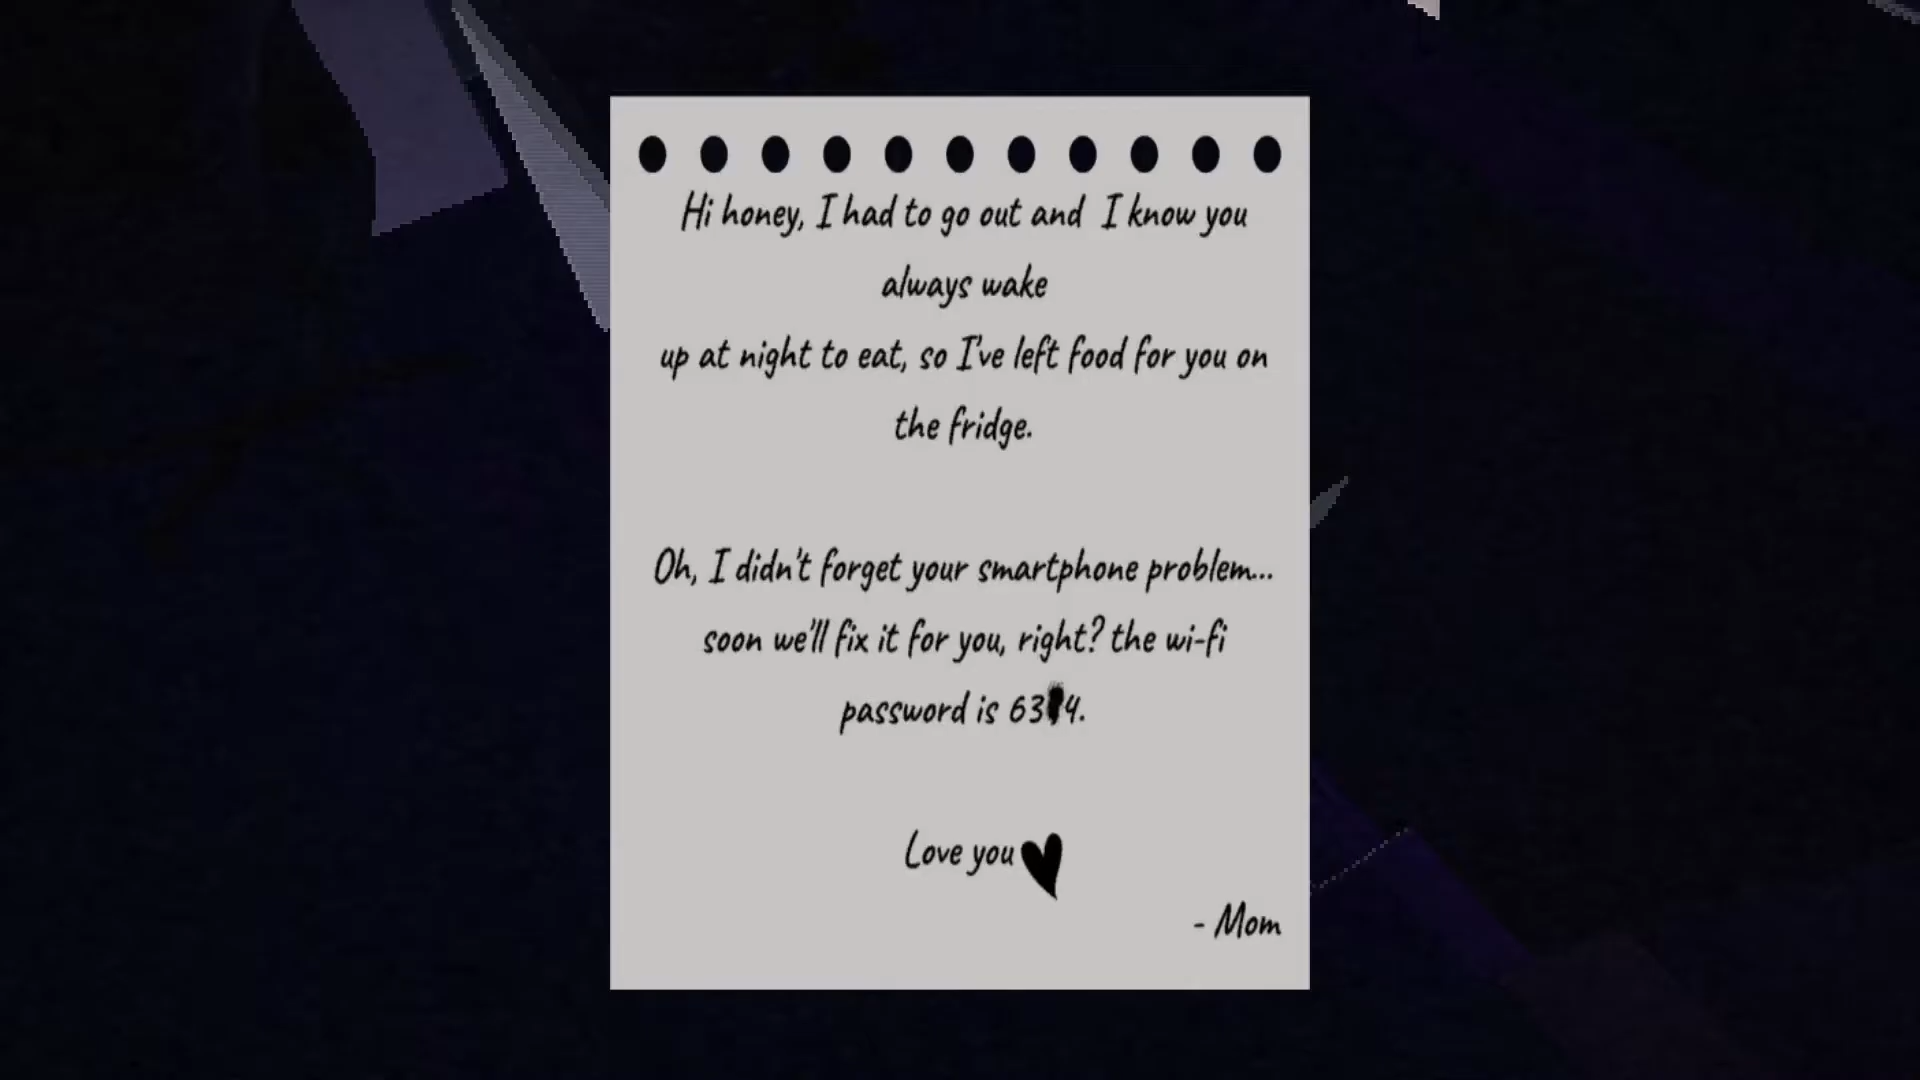 Hi honey, I had to go out and I know you
always wake
up at night to eat, so I've left food for you on
the fridge.
Oh, I didn't forget your smartphone problem...
soon we'll fix it for you, right? the wi-fi
password is
Love you
- Mom